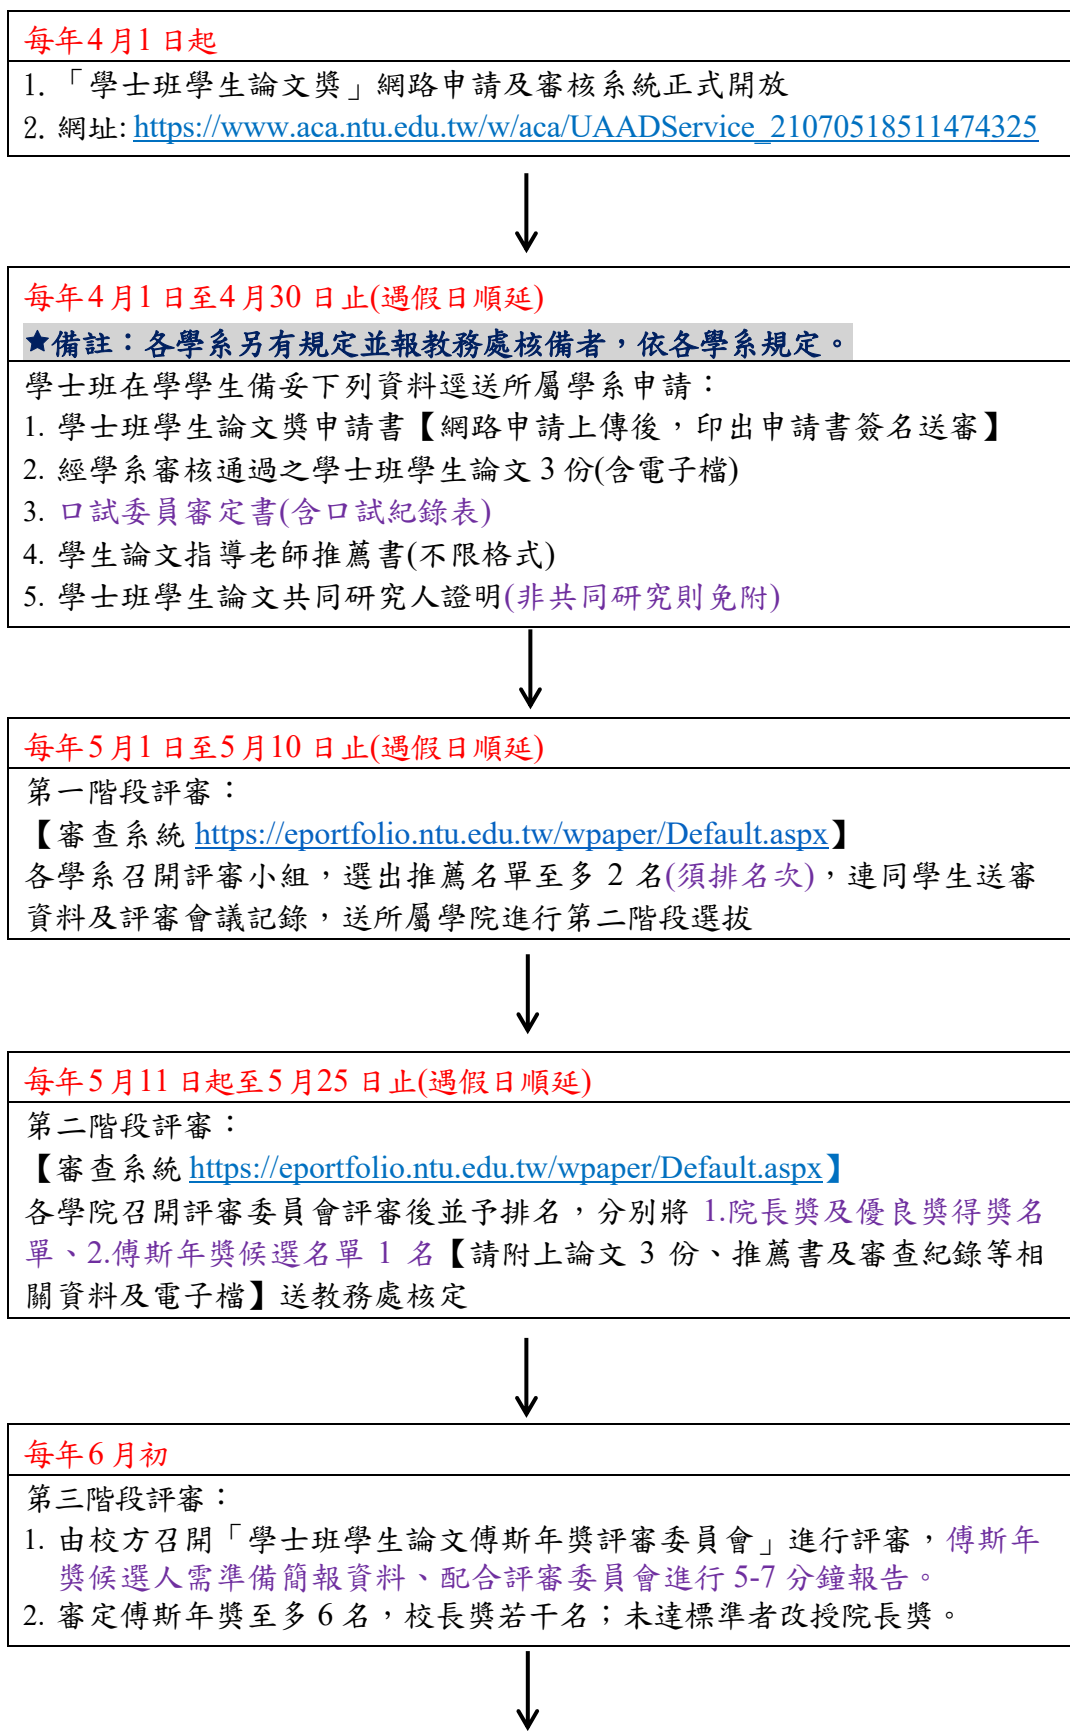 每年4月1日起
1. 「學士班學生論文獎」網路申請及審核系統正式開放
2. 網址: https://www.aca.ntu.edu.tw/w/aca/UAADService_21070518511474325
每年4月1日至4月30日止(遇假日順延)
★備註：各學系另有規定並報教務處核備者，依各學系規定。
學士班在學學生備妥下列資料逕送所屬學系申請：
1. 學士班學生論文獎申請書【網路申請上傳後，印出申請書簽名送審】
2. 經學系審核通過之學士班學生論文 3 份(含電子檔)
3. 口試委員審定書(含口試紀錄表)
4. 學生論文指導老師推薦書(不限格式)
5. 學士班學生論文共同研究人證明(非共同研究則免附)
每年5月1日至5月10日止(遇假日順延)
第一階段評審：
【審查系統 https://eportfolio.ntu.edu.tw/wpaper/Default.aspx】
各學系召開評審小組，選出推薦名單至多 2 名(須排名次)，連同學生送審
資料及評審會議記錄，送所屬學院進行第二階段選拔
每年5月11日起至5月25日止(遇假日順延)
第二階段評審：
【審查系統 https://eportfolio.ntu.edu.tw/wpaper/Default.aspx】
各學院召開評審委員會評審後並予排名，分別將 1.院長獎及優良獎得獎名
單、2.傅斯年獎候選名單 1 名【請附上論文 3 份、推薦書及審查紀錄等相
關資料及電子檔】送教務處核定
每年6月初
第三階段評審：
1. 由校方召開「學士班學生論文傅斯年獎評審委員會」進行評審，傅斯年
獎候選人需準備簡報資料、配合評審委員會進行 5-7 分鐘報告。
2. 審定傅斯年獎至多 6 名，校長獎若干名；未達標準者改授院長獎。